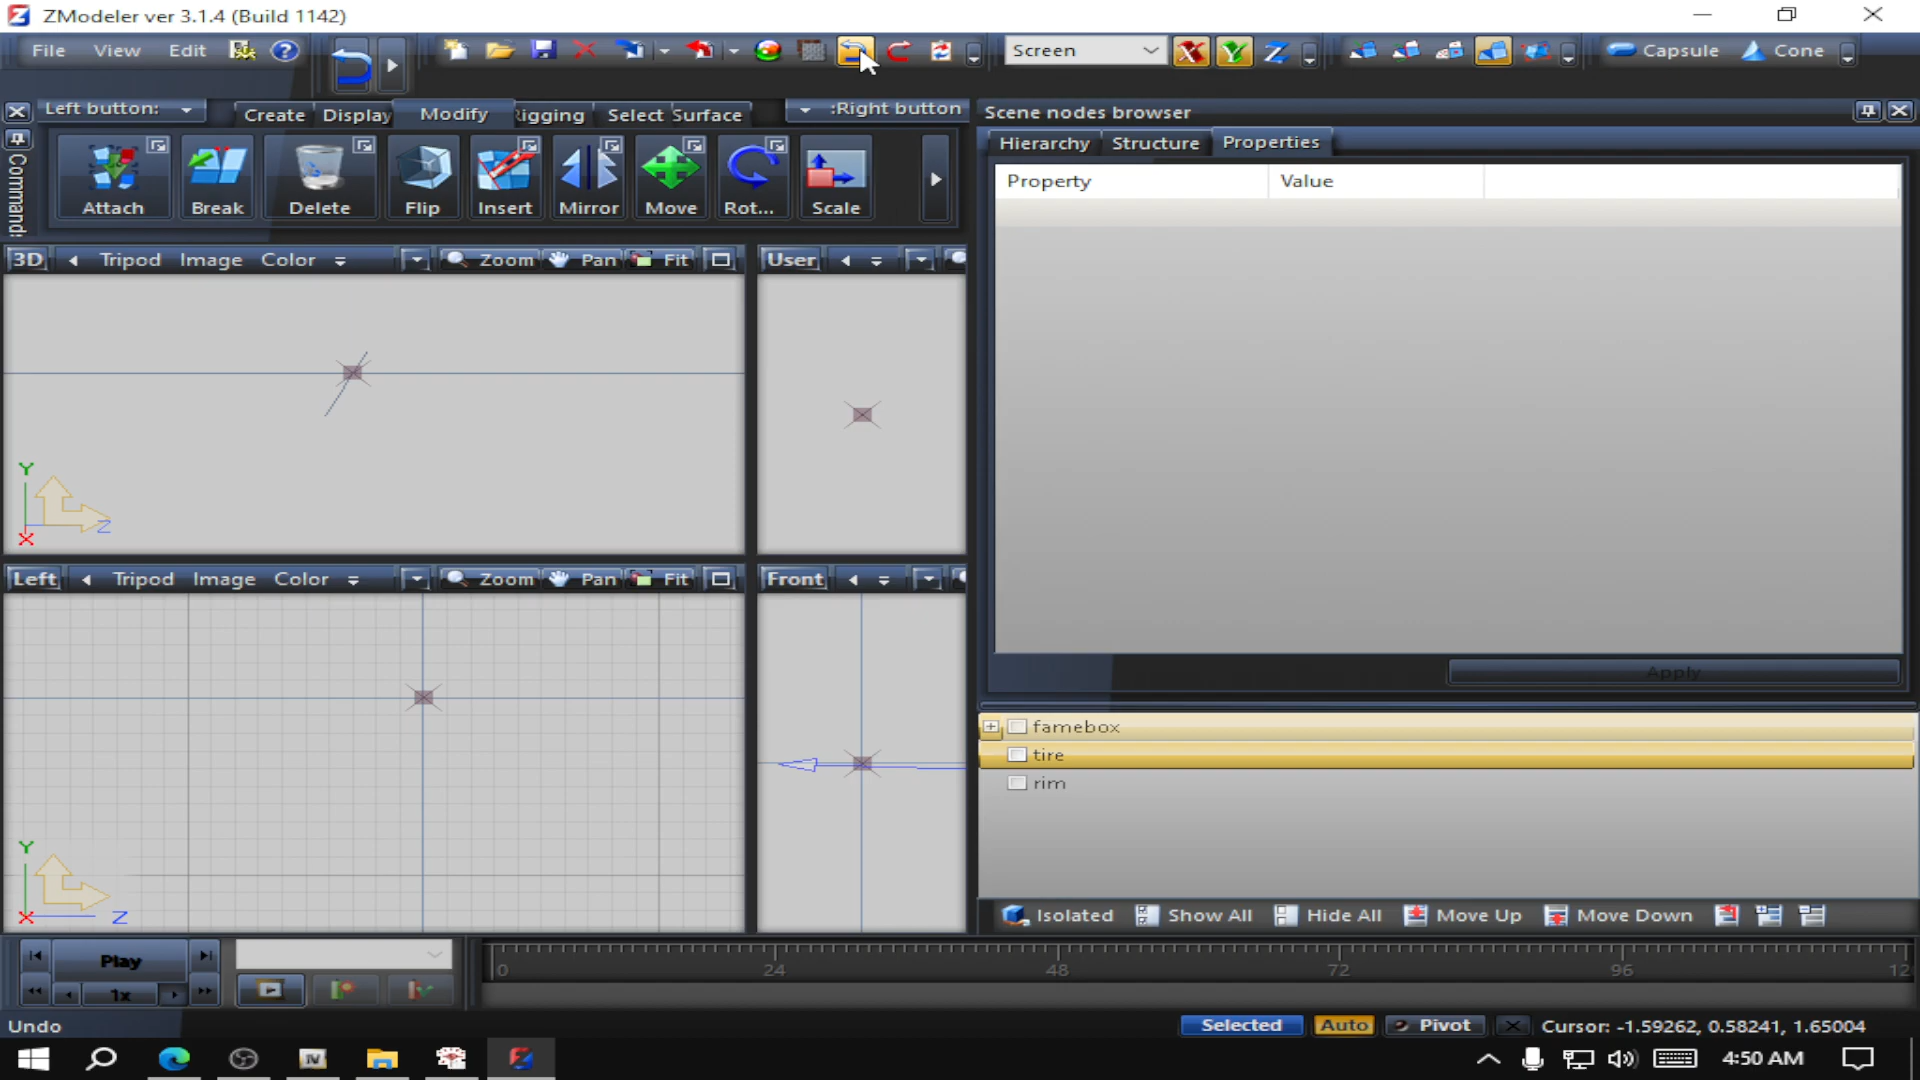 ZModeler ver 3.1.4 (Build 1142)
File View Edit Screen X Y Z Capsule Cone
Left button: Create Display Modify Rigging Select Surface :Right button
Commands
Attach Break Delete Flip Insert Mirror Move Rot... Scale
Scene nodes browser
Hierarchy Structure Properties
Property Value
3D Tripod Image Color Zoom Pan Fit User
Y
Z
X
Apply
Left Tripod Image Color Zoom Pan Fit Front
famebox
tire
rim
Y
X Z
Isolated Show All Hide All Move Up Move Down
Play
1x
0 24 48 72 96 12
Undo Selected Auto Pivot Cursor: -1.59262, 0.58241, 1.65004
IV 4:50 AM